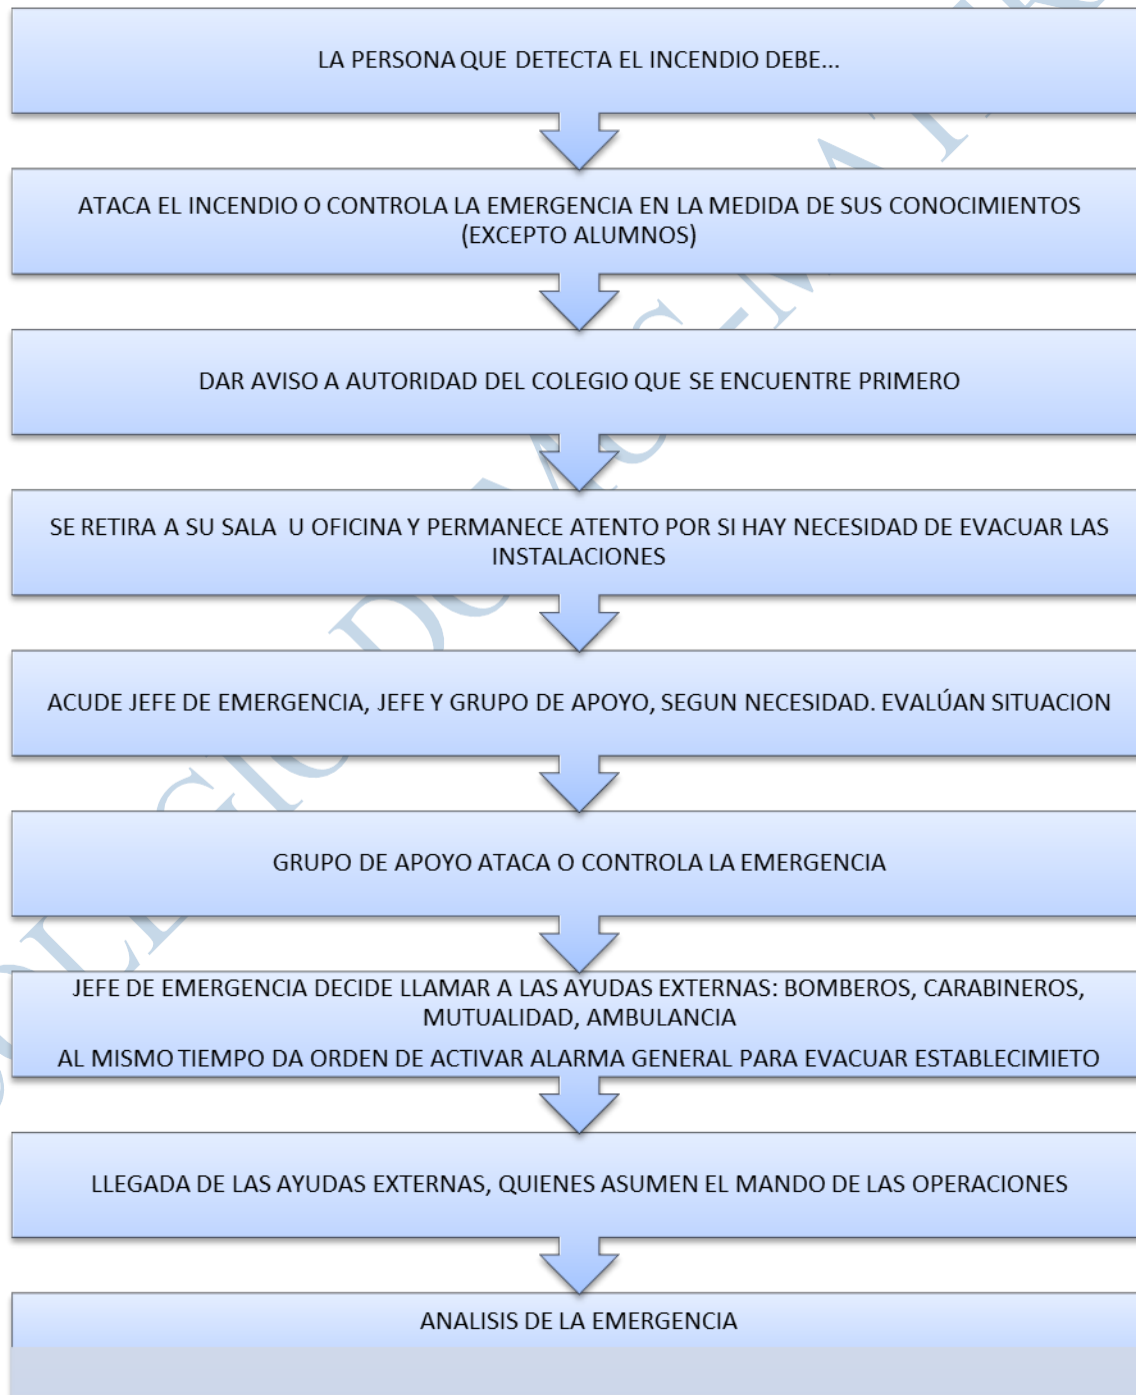 LA PERSONA QUE DETECTA EL INCENDIO DEBE...
ATACA EL INCENDIO O CONTROLA LA EMERGENCIA EN LA MEDIDA DE SUS CONOCIMIENTOS
(EXCEPTO ALUMNOS)
DAR AVISO A AUTORIDAD DEL COLEGIO QUE SE ENCUENTRE PRIMERO
SE RETIRA A SU SALA U OFICINA Y PERMANECE ATENTO POR SI HAY NECESIDAD DE EVACUAR LAS
INSTALACIONES
ACUDE JEFE DE EMERGENCIA, JEFE Y GRUPO DE APOYO, SEGUN NECESIDAD. EVALÚAN SITUACION
GRUPO DE APOYO ATACA O CONTROLA LA EMERGENCIA
JEFE DE EMERGENCIA DECIDE LLAMAR A LAS AYUDAS EXTERNAS: BOMBEROS, CARABINEROS,
MUTUALIDAD, AMBULANCIA
AL MISMO TIEMPO DA ORDEN DE ACTIVAR ALARMA GENERAL PARA EVACUAR ESTABLECIMIETO
LLEGADA DE LAS AYUDAS EXTERNAS, QUIENES ASUMEN EL MANDO DE LAS OPERACIONES
ANALISIS DE LA EMERGENCIA